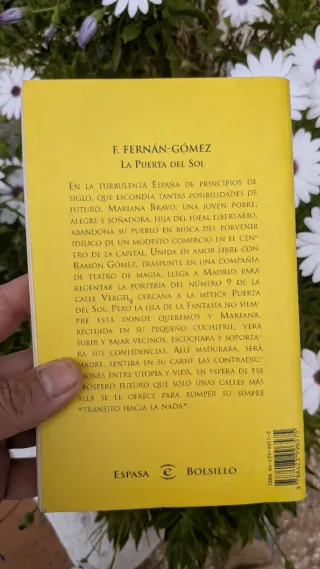 F. FERNÁN-GÓMEZ
LA PUERTA DEL SOL
EN LA TURBULENTA ESPAÑA DE PRINCIPIOS DE
SIGLO, QUE ESCONDÍA TANTAS POSIBILIDADES DE
FUTURO, MARIANA BRAVO, UNA JOVEN POBRE,
ALEGRE Y SOÑADORA, HIJA DEL IDEAL LIBERTARIO,
ABANDONA SU PUEBLO EN BUSCA DEL PORVENIR
IDÍLICO DE UN MODESTO COMERCIO EN EL CEN-
TRO DE LA CAPITAL. UNIDA EN AMOR LIBRE CON
RAMÓN GÓMEZ, TRASPUNTE EN UNA COMPAÑÍA
DE TEATRO DE MAGIA, LLEGA A MADRID PARA
REGENTAR LA PORTERÍA DEL NÚMERO 9 DE LA
CALLE VERGEL, CERCANA A LA MÍTICA PUERTA
DEL SOL. PERO LA ISLA DE LA FANTASÍA NO SIEM-
PRE ESTÁ DONDE QUEREMOS Y MARIANA,
RECLUIDA EN SU PEQUEÑO CUCHITRIL, VERÁ
SUBIR Y BAJAR VECINOS, ESCUCHARÁ Y SOPORTA-
RÁ SUS CONFIDENCIAS. ALLÍ MADURARÁ, SERÁ
MADRE, SENTIRÁ EN SU CARNE LAS CONTRADIC-
IONES ENTRE UTOPÍA Y VIDA, EN ESPERA DE ESE
PRÓSPERO FUTURO QUE SÓLO UNAS CALLES MÁS
ALLÁ SE LE OFRECE PARA ROMPER SU SIMPLE
«TRÁNSITO HACIA LA NADA».
ESPASA BOLSILLO